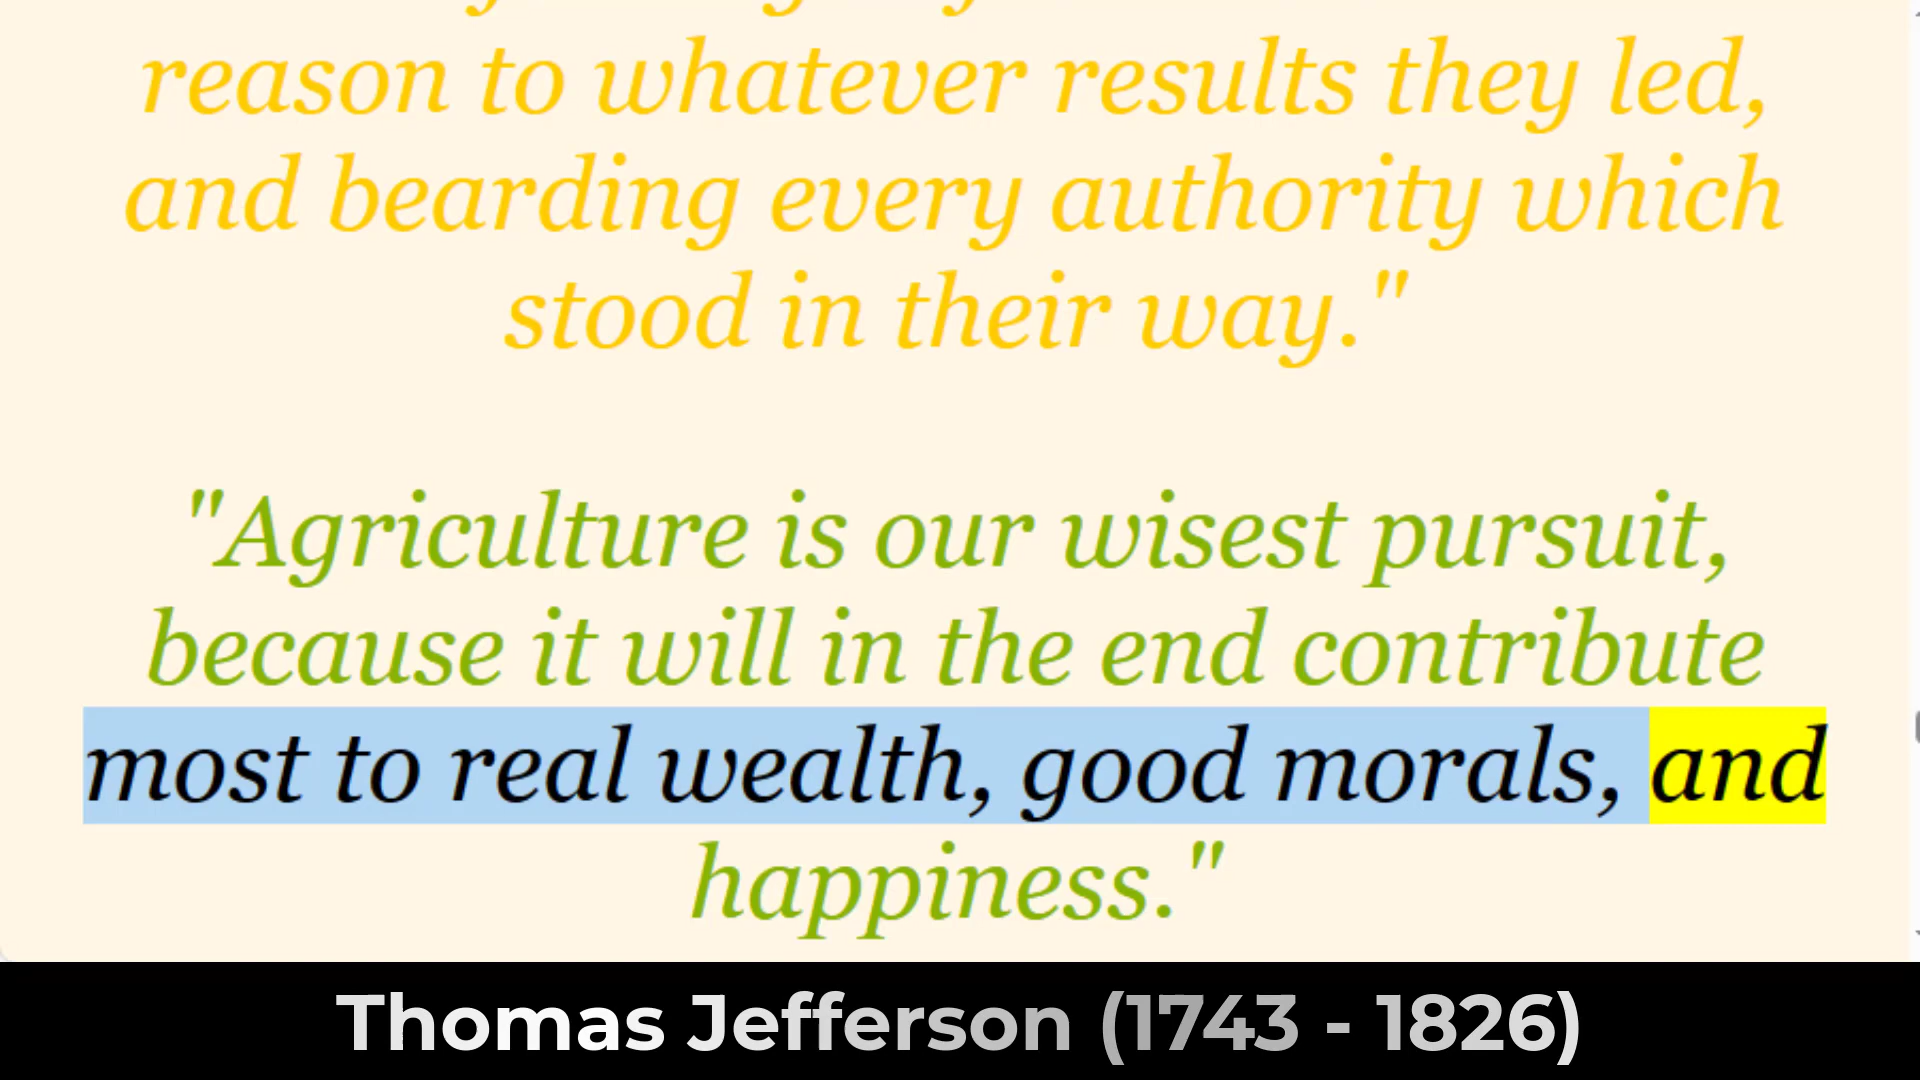 reason to whatever results they led,
and bearding every authority which
stood in their way."
"Agriculture is our wisest pursuit,
because it will in the end contribute
most to real wealth, good morals, and
happiness."
Thomas Jefferson (1743 - 1826)